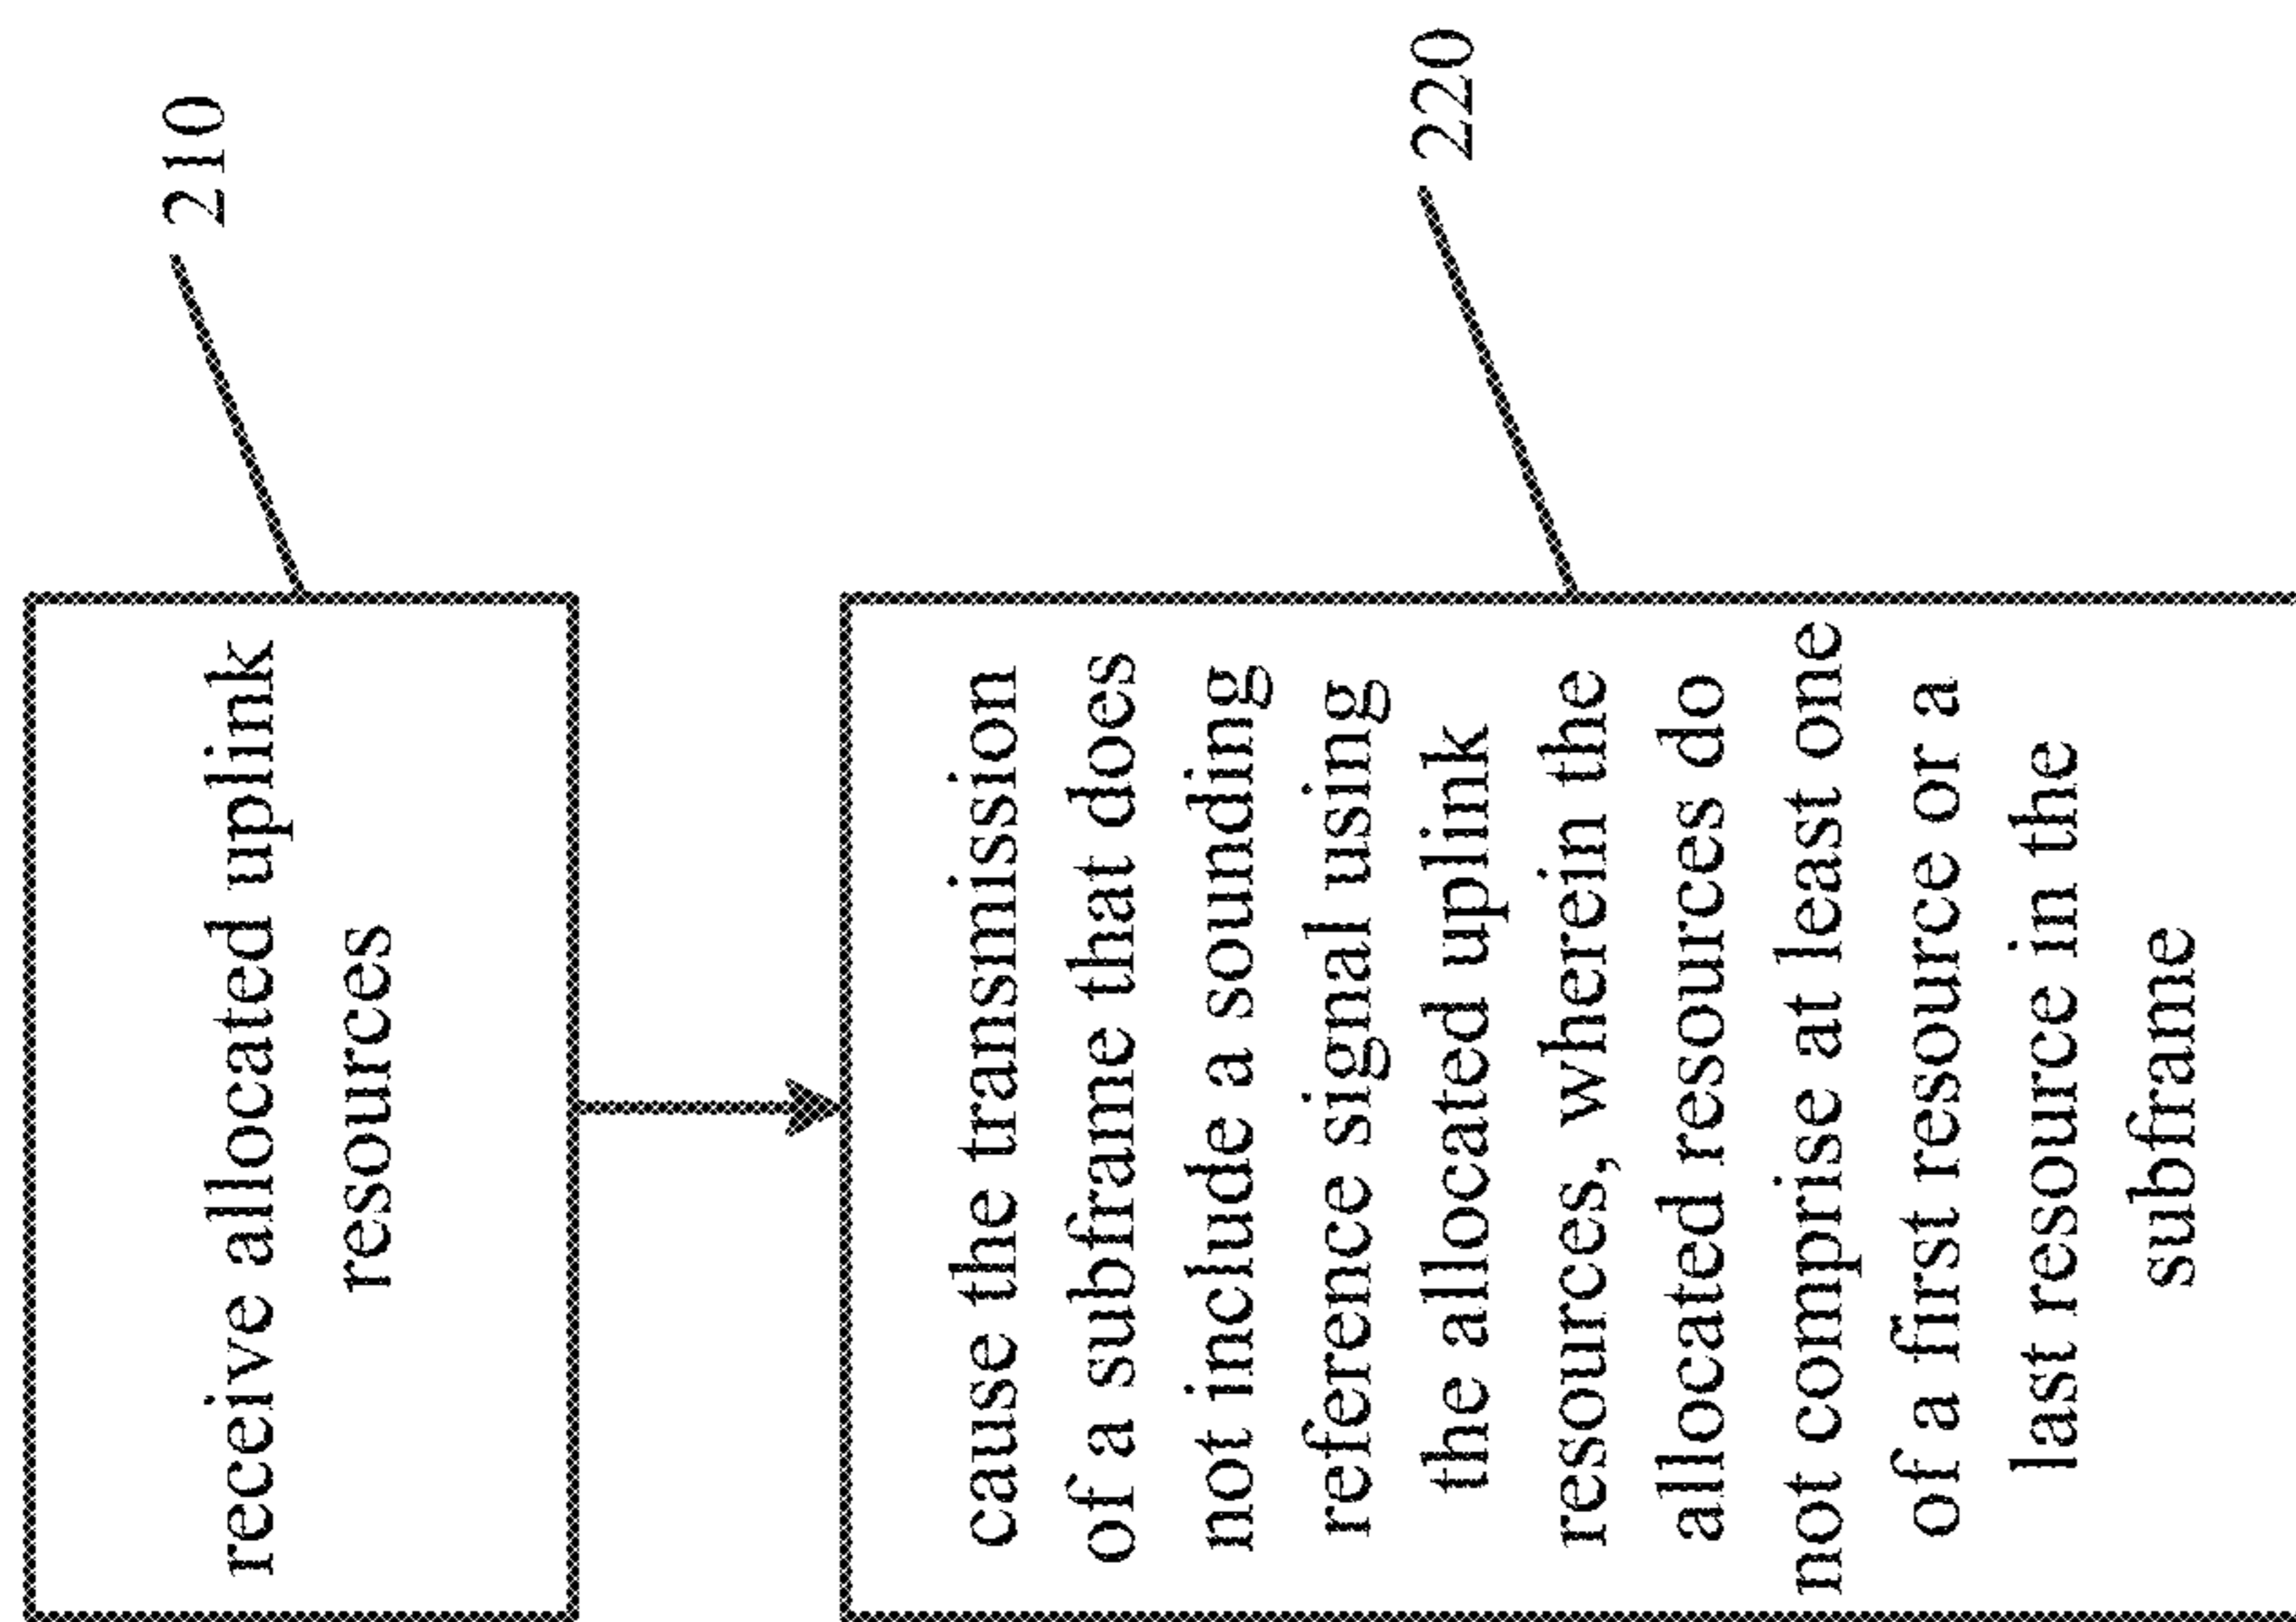 210
receive allocated uplink
resources
220
cause the transmission
of a subframe that does
not include a sounding
reference signal using
the allocated uplink
resources, wherein the
allocated resources do
not comprise at least one
of a first resource or a
last resource in the
subframe